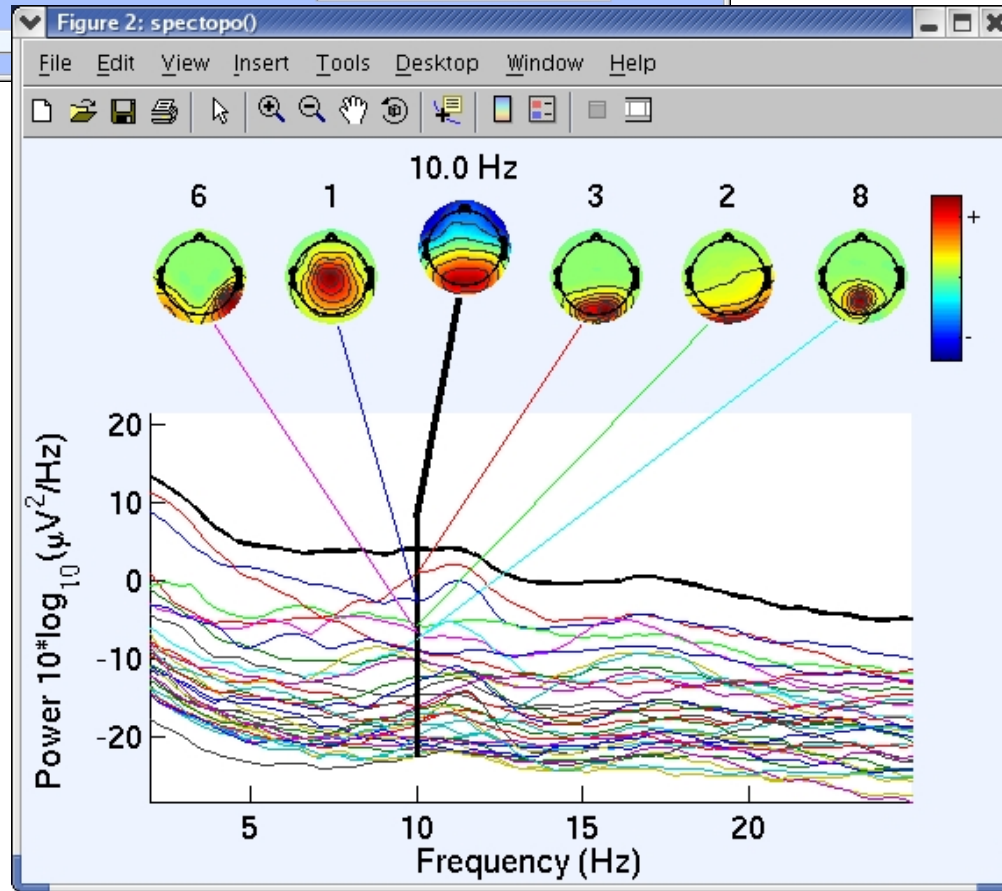 Figure 2: spectopo()
File Edit View Insert Tools Desktop Window Help
10.0 Hz
6 1 3 2 8
+
-
Power 10*log10(μV2/Hz)
20
10
0
-10
-20
5 10 15 20
Frequency (Hz)